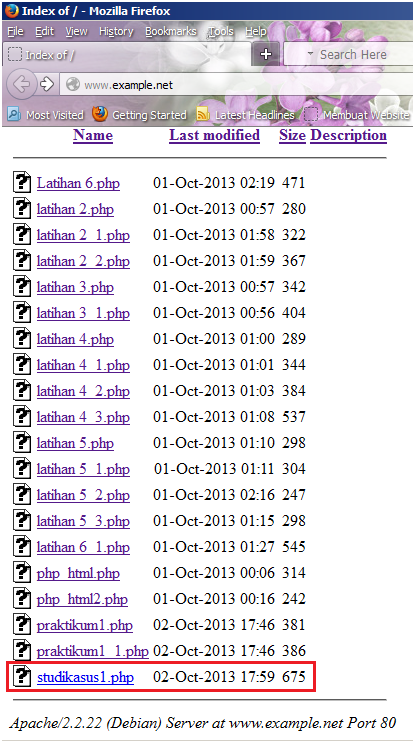 Index of / - Mozilla Firefox
File Edit View History Bookmarks Tools Help
Index of / + Search Here
www.example.net
Most Visited Getting Started Latest Headlines Membuat Website
Name Last modified Size Description
Latihan 6.php 01-Oct-2013 02:19 471
latihan 2.php 01-Oct-2013 00:57 280
latihan 2_1.php 01-Oct-2013 01:58 322
latihan 2_2.php 01-Oct-2013 01:59 367
latihan 3.php 01-Oct-2013 00:57 342
latihan 3_1.php 01-Oct-2013 00:56 404
latihan 4.php 01-Oct-2013 01:00 289
latihan 4_1.php 01-Oct-2013 01:01 344
latihan 4_2.php 01-Oct-2013 01:03 384
latihan 4_3.php 01-Oct-2013 01:08 537
latihan 5.php 01-Oct-2013 01:10 298
latihan 5_1.php 01-Oct-2013 01:11 304
latihan 5_2.php 01-Oct-2013 02:16 247
latihan 5_3.php 01-Oct-2013 01:15 298
latihan 6_1.php 01-Oct-2013 01:27 545
php_html.php 01-Oct-2013 00:06 314
php_html2.php 01-Oct-2013 00:16 242
praktikum1.php 02-Oct-2013 17:46 381
praktikum1_1.php 02-Oct-2013 17:46 386
studikasus1.php 02-Oct-2013 17:59 675
Apache/2.2.22 (Debian) Server at www.example.net Port 80